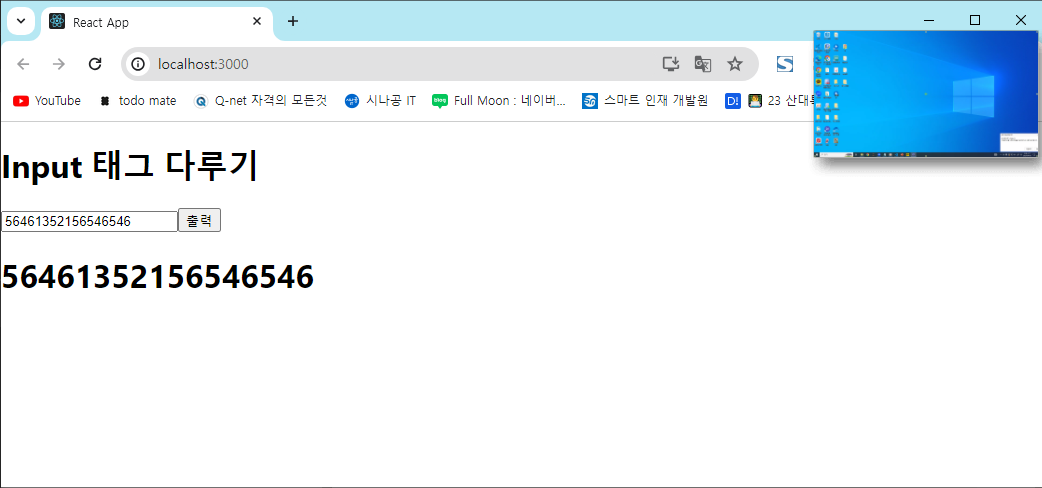 React App
localhost:3000
YouTube todo mate Q-net 자격의 모든것 시나공 IT Full Moon : 네이버... 스마트 인재 개발원 23 산대
Input 태그 다루기
56461352156546546 출력
56461352156546546